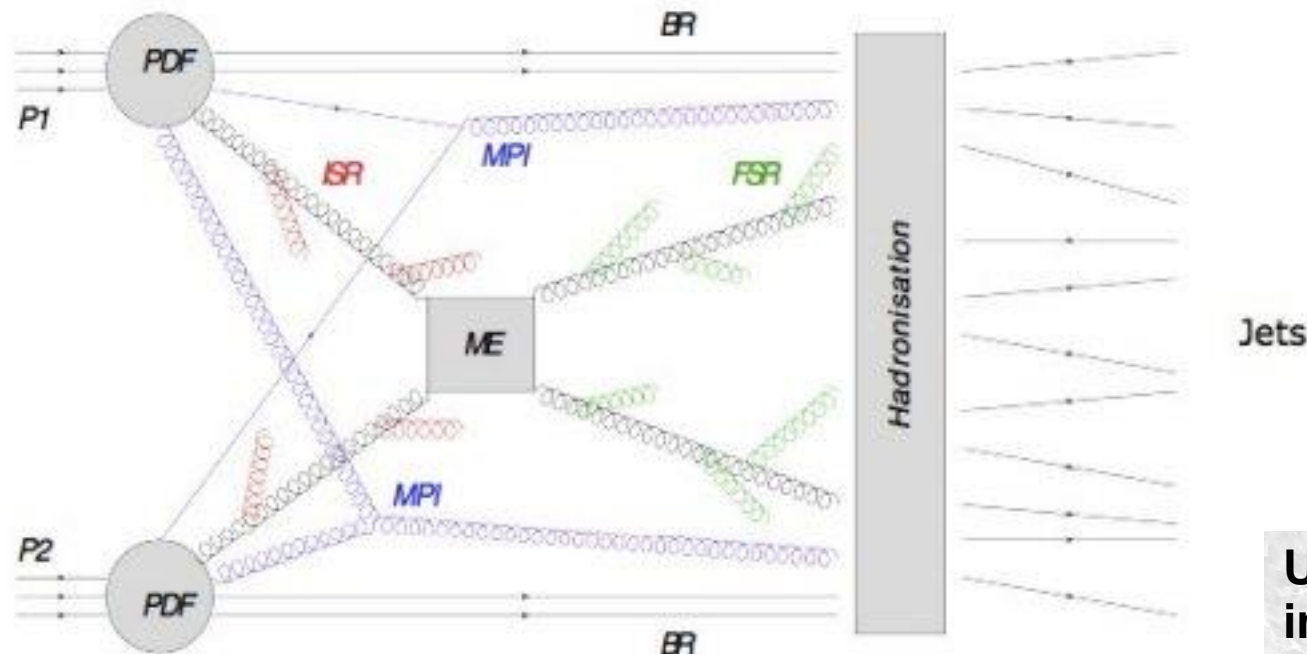 BR
PDF
P1
MPI
ISR
FSR
Hadronisation
ME
Jets
MPI
P2
PDF
BR